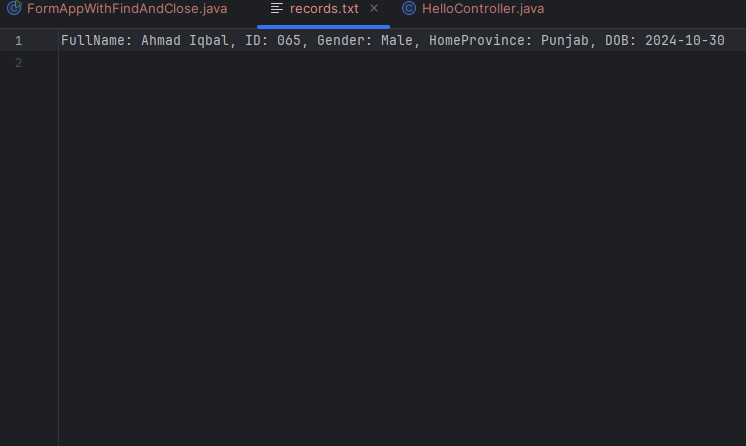 FormAppWithFindAndClose.java records.txt HelloController.java
1 FullName: Ahmad Iqbal, ID: 065, Gender: Male, HomeProvince: Punjab, DOB: 2024-10-30
2